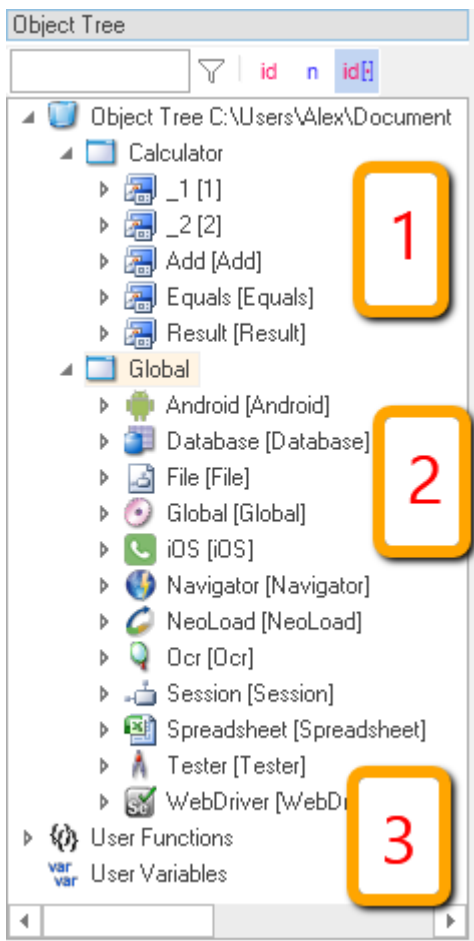 Object Tree
id n id[·]
Object Tree C:\Users\Alex\Document
Calculator
_1 [1]
_2 [2]
1
Add [Add]
Equals [Equals]
Result [Result]
Global
Android [Android]
Database [Database]
2
File [File]
Global [Global]
iOS [iOS]
Navigator [Navigator]
NeoLoad [NeoLoad]
Ocr [Ocr]
Session [Session]
Spreadsheet [Spreadsheet]
Tester [Tester]
Se WebDriver [WebDr
3
{()} User Functions
var var User Variables